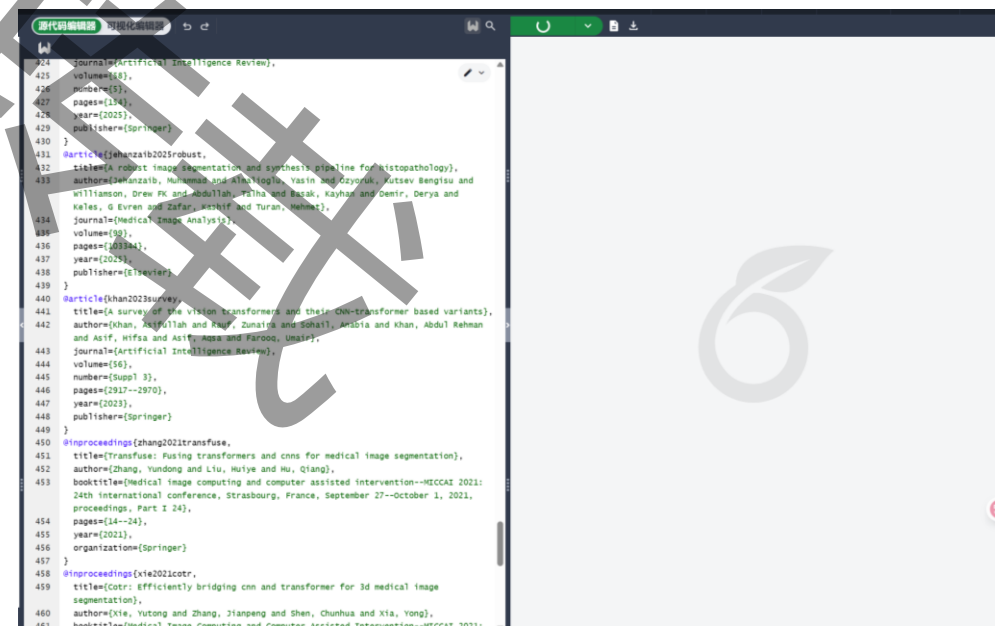 源代码编辑器 可视化编辑器
424 journal={Artificial Intelligence Review},
425 volume={58},
426 number={5},
427 pages={134},
428 year={2025},
429 publisher={Springer}
430 }
431 @article{jehanzaib2025robust,
432 title={A robust image segmentation and synthesis pipeline for histopathology},
433 author={Jehanzaib, Muhammad and Almalioglu, Yasin and Ozyoruk, Kutsev Bengisu and
Williamson, Drew FK and Abdullah, Talha and Basak, Kayhan and Demir, Derya and
Keles, G Evren and Zafar, Kashif and Turan, Mehmet},
434 journal={Medical Image Analysis},
435 volume={99},
436 pages={103344},
437 year={2025},
438 publisher={Elsevier}
439 }
440 @article{khan2023survey,
441 title={A survey of the vision transformers and their CNN-transformer based variants},
442 author={Khan, Asifullah and Rauf, Zunaira and Sohail, Anabia and Khan, Abdul Rehman
and Asif, Hifsa and Asif, Aqsa and Farooq, Umair},
443 journal={Artificial Intelligence Review},
444 volume={56},
445 number={Suppl 3},
446 pages={2917--2970},
447 year={2023},
448 publisher={Springer}
449 }
450 @inproceedings{zhang2021transfuse,
451 title={Transfuse: Fusing transformers and cnns for medical image segmentation},
452 author={Zhang, Yundong and Liu, Huiye and Hu, Qiang},
453 booktitle={Medical image computing and computer assisted intervention--MICCAI 2021:
24th international conference, Strasbourg, France, September 27--October 1, 2021,
proceedings, Part I 24},
454 pages={14--24},
455 year={2021},
456 organization={Springer}
457 }
458 @inproceedings{xie2021cotr,
459 title={Cotr: Efficiently bridging cnn and transformer for 3d medical image
segmentation},
460 author={Xie, Yutong and Zhang, Jianpeng and Shen, Chunhua and Xia, Yong},
461 booktitle={Medical Image Computing and Computer Assisted Intervention--MICCAI 2021: